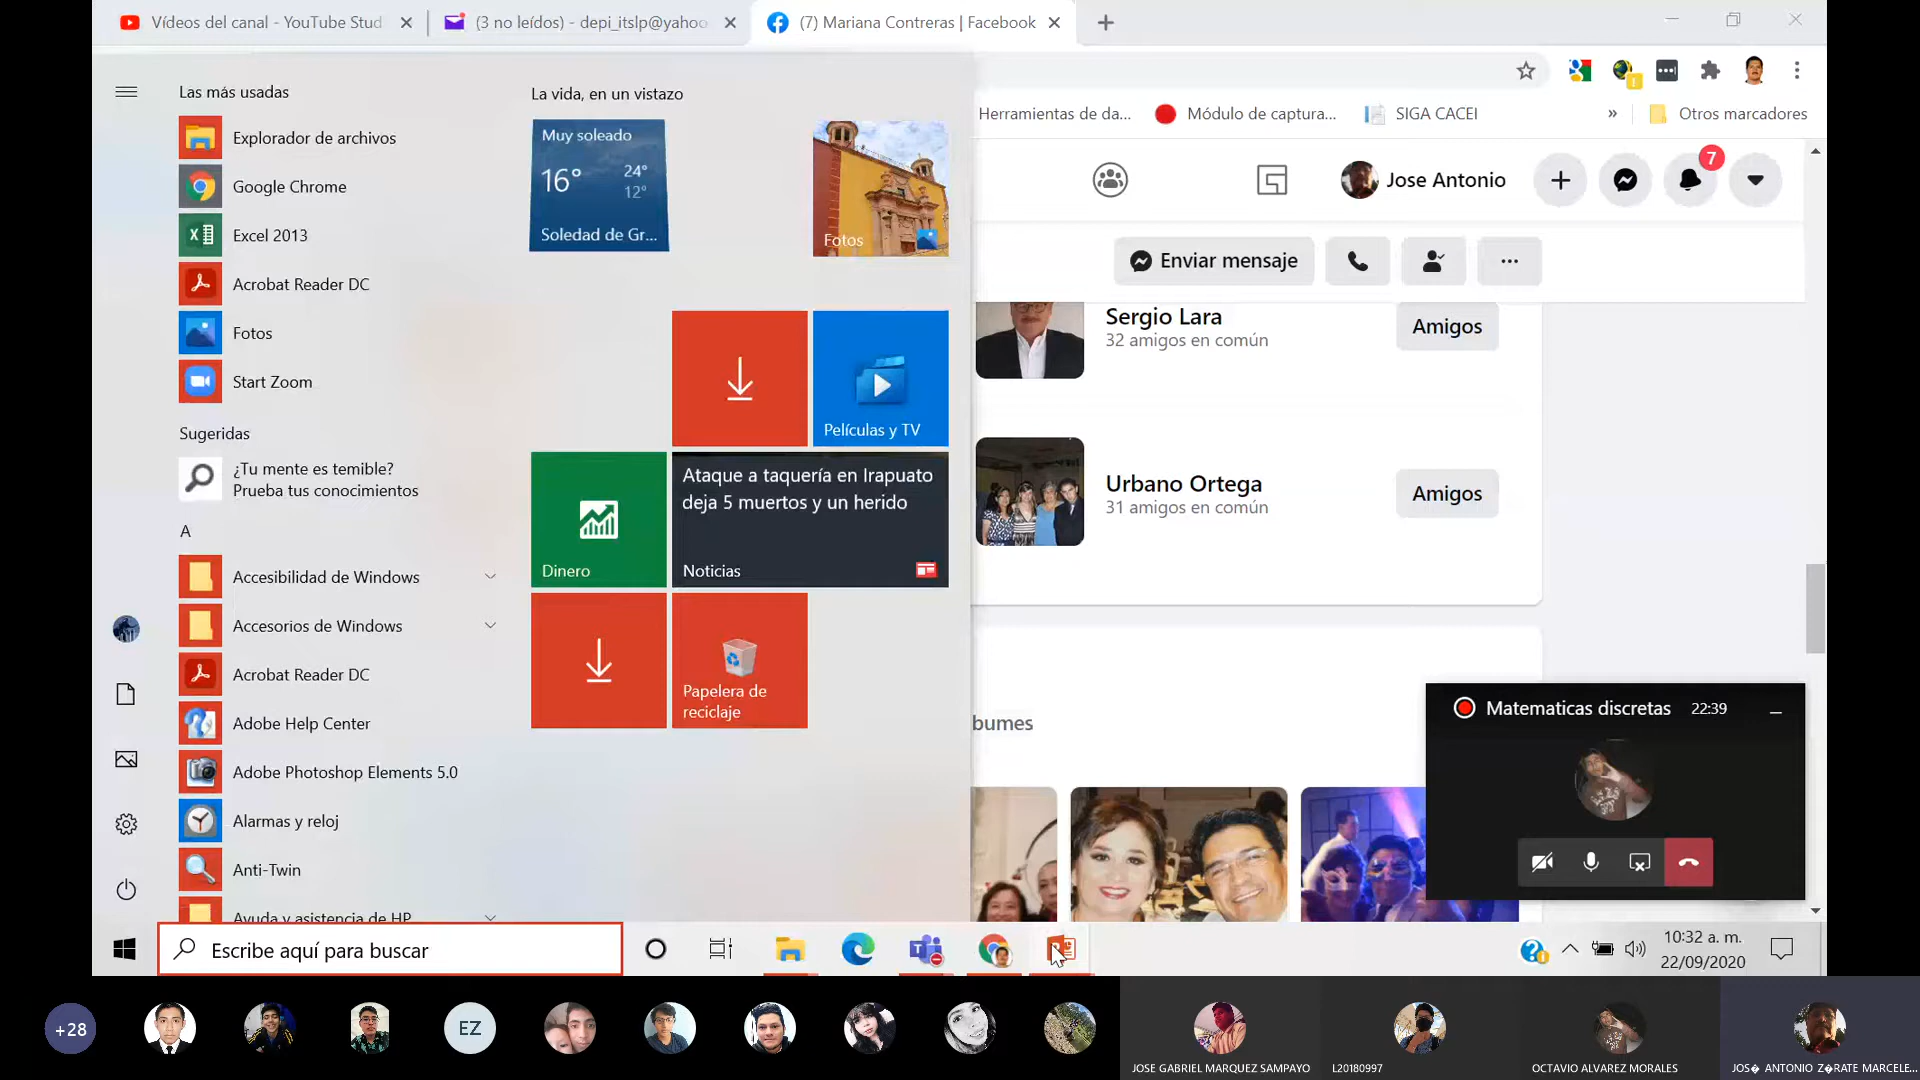 Vídeos del canal - YouTube Stud
(3 no leídos) - depi_itslp@yahoo
(7) Mariana Contreras | Facebook
Las más usadas
La vida, en un vistazo
Explorador de archivos
Google Chrome
Excel 2013
Acrobat Reader DC
Fotos
Start Zoom
Sugeridas
¿Tu mente es temible?
Prueba tus conocimientos
A
Accesibilidad de Windows
Accesorios de Windows
Acrobat Reader DC
Adobe Help Center
Adobe Photoshop Elements 5.0
Alarmas y reloj
Anti-Twin
Ayuda y asistencia de HP
Muy soleado
16°
24°
12°
Soledad de Gr...
Fotos
Películas y TV
Dinero
Ataque a taquería en Irapuato
deja 5 muertos y un herido
Noticias
Papelera de
reciclaje
Herramientas de da...
Módulo de captura...
SIGA CACEI
»
Otros marcadores
Jose Antonio
7
Enviar mensaje
Sergio Lara
32 amigos en común
Amigos
Urbano Ortega
31 amigos en común
Amigos
bumes
Matematicas discretas
22:39
Escribe aquí para buscar
10:32 a. m.
22/09/2020
+28
EZ
JOSE GABRIEL MARQUEZ SAMPAYO
L20180997
OCTAVIO ALVAREZ MORALES
JOS� ANTONIO Z�RATE MARCELE...